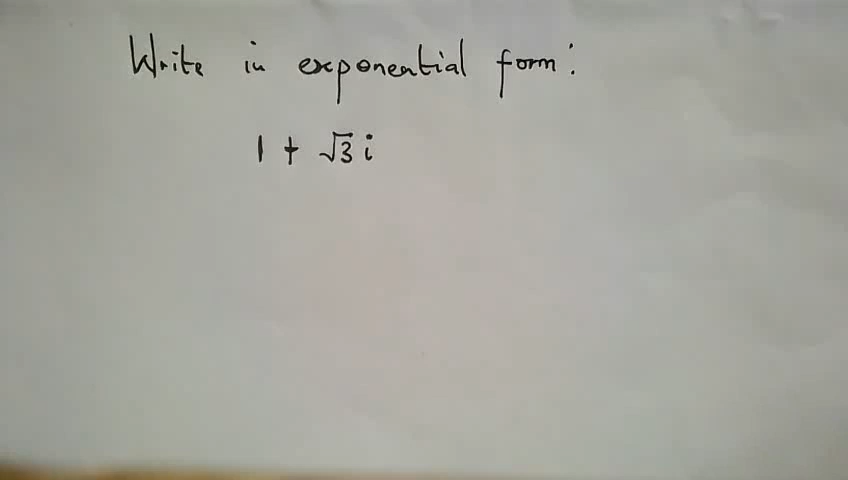 Write in exponential form:
1 + √3 i